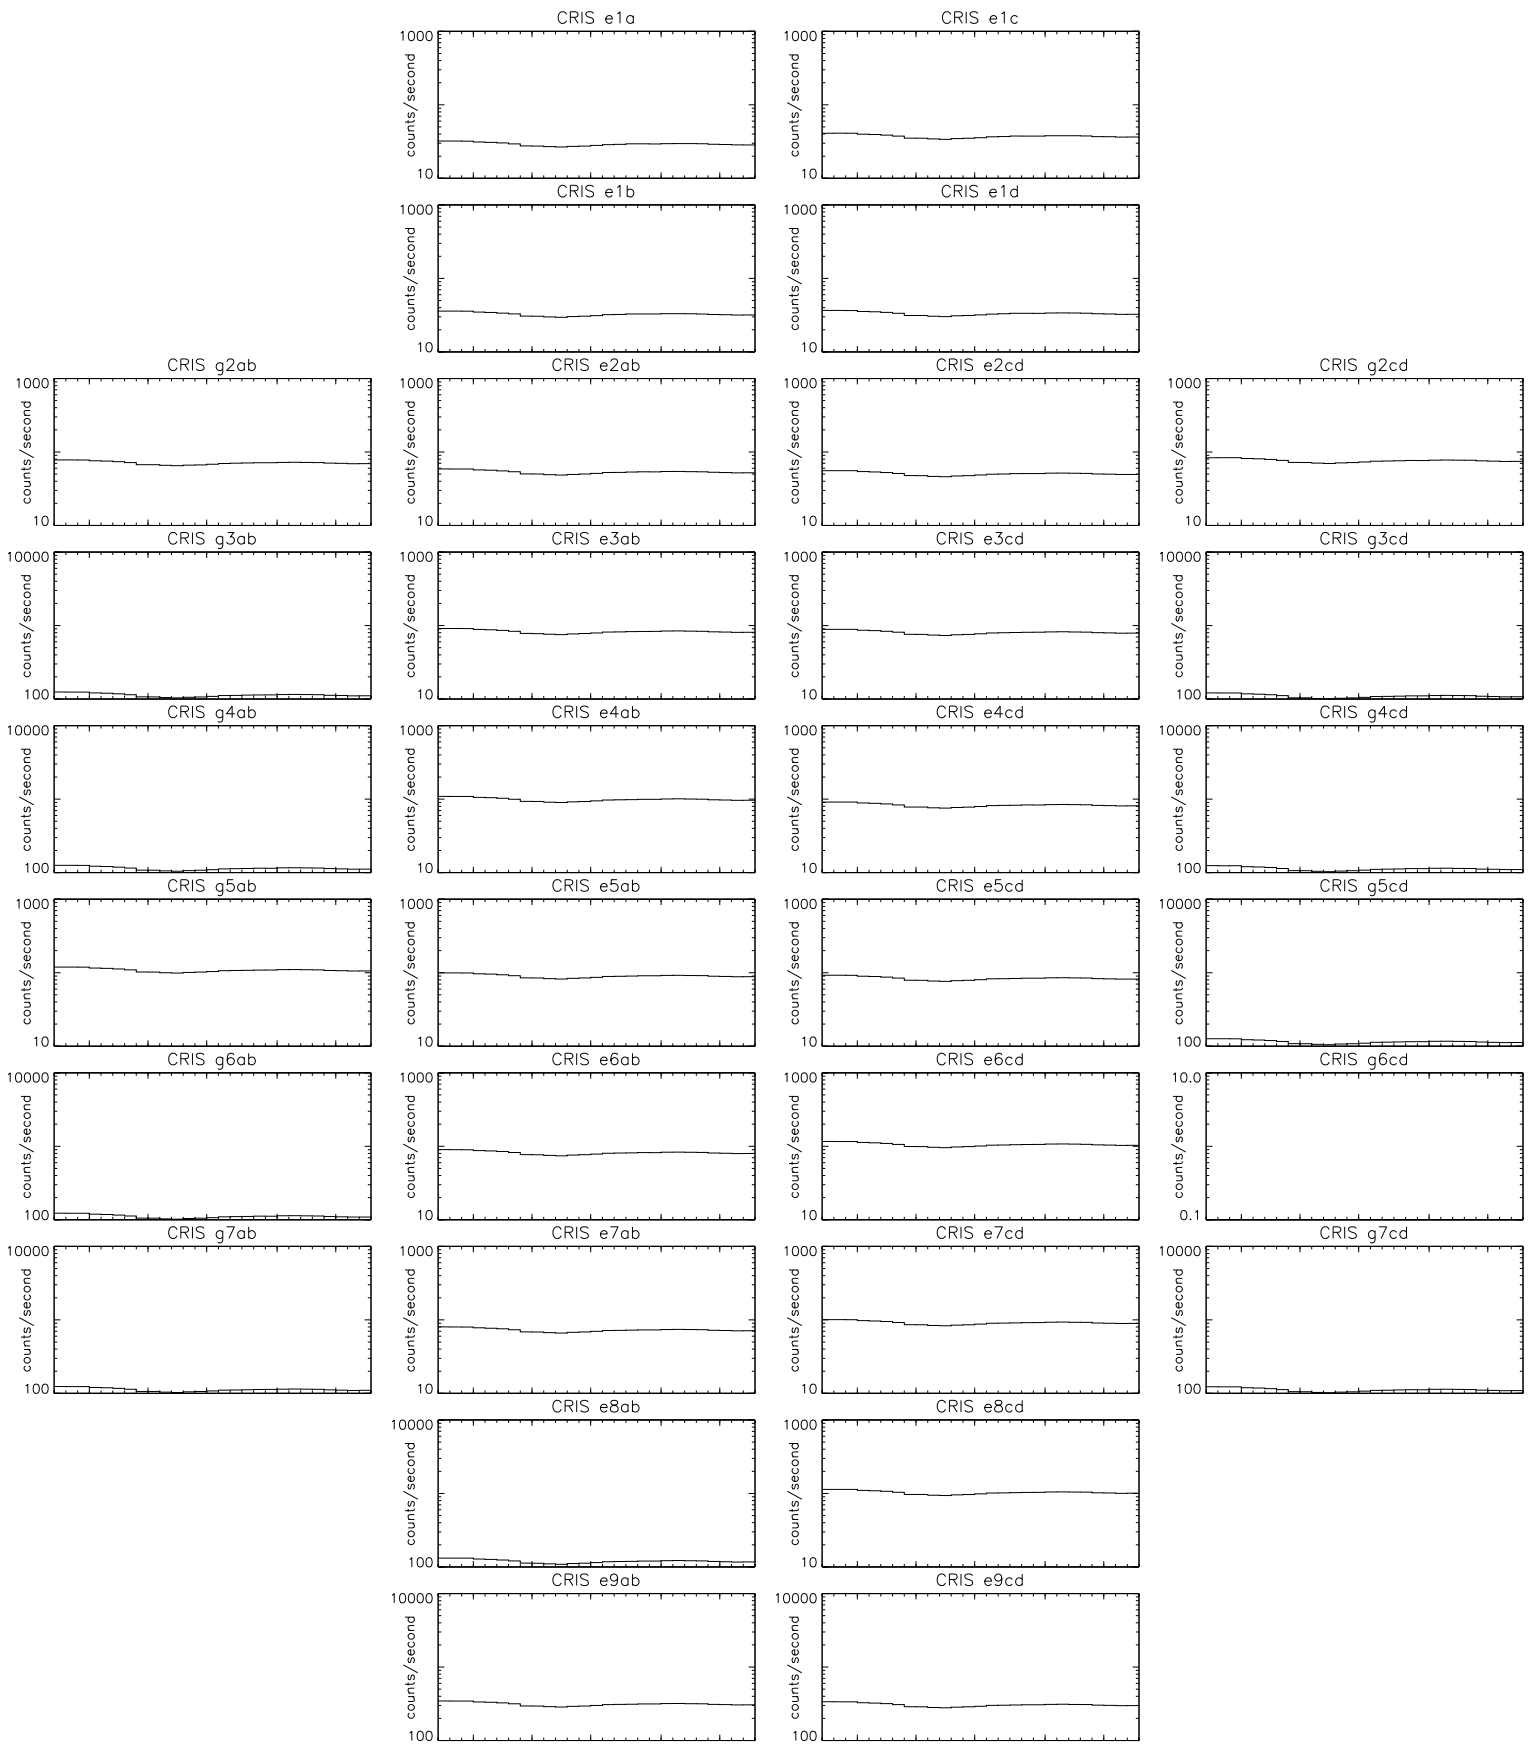 CRIS e1a
1000
counts/second
10
CRIS e1c
1000
counts/second
10
CRIS e1b
1000
counts/second
10
CRIS e1d
1000
counts/second
10
CRIS g2ab
1000
counts/second
10
CRIS e2ab
1000
counts/second
10
CRIS e2cd
1000
counts/second
10
CRIS g2cd
1000
counts/second
10
CRIS g3ab
10000
counts/second
100
CRIS e3ab
1000
counts/second
10
CRIS e3cd
1000
counts/second
10
CRIS g3cd
10000
counts/second
100
CRIS g4ab
10000
counts/second
100
CRIS e4ab
1000
counts/second
10
CRIS e4cd
1000
counts/second
10
CRIS g4cd
10000
counts/second
100
CRIS g5ab
1000
counts/second
10
CRIS e5ab
1000
counts/second
10
CRIS e5cd
1000
counts/second
10
CRIS g5cd
10000
counts/second
100
CRIS g6ab
10000
counts/second
100
CRIS e6ab
1000
counts/second
10
CRIS e6cd
1000
counts/second
10
CRIS g6cd
10.0
counts/second
0.1
CRIS g7ab
10000
counts/second
100
CRIS e7ab
1000
counts/second
10
CRIS e7cd
1000
counts/second
10
CRIS g7cd
10000
counts/second
100
CRIS e8ab
10000
counts/second
100
CRIS e8cd
1000
counts/second
10
CRIS e9ab
10000
counts/second
100
CRIS e9cd
10000
counts/second
100